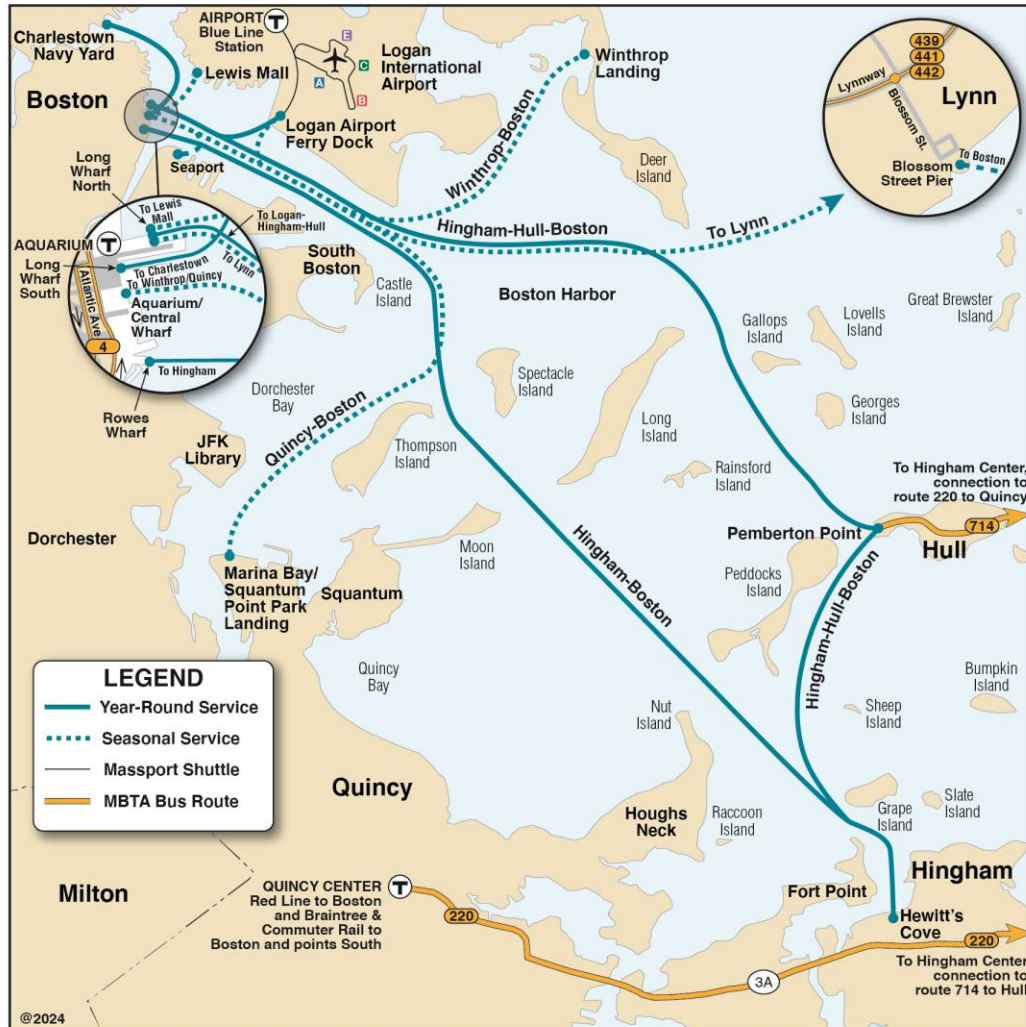 Charlestown
Navy Yard
AIRPORT
Blue Line
Station
T
E
C
A
B
Logan
International
Airport
Lewis Mall
Boston
Logan Airport
Ferry Dock
Winthrop
Landing
Winthrop-Boston
Deer
Island
439
441
442
Lynnway
Lynn
Blossom St.
To Boston
Blossom
Street Pier
Long
Wharf
North
Seaport
To Lewis
Mall
To Logan-
Hingham-Hull
AQUARIUM
T
Long
Wharf
South
To Charlestown
To Lynn
To Winthrop/Quincy
Aquarium/
Central
Wharf
Atlantic Ave
4
To Hingham
Rowes
Wharf
Hingham-Hull-Boston
To Lynn
South
Boston
Castle
Island
Boston Harbor
Gallops
Island
Lovells
Island
Great Brewster
Island
Spectacle
Island
Georges
Island
Long
Island
Dorchester
Bay
Quincy-Boston
Thompson
Island
Rainsford
Island
JFK
Library
To Hingham Center,
connection to
route 220 to Quincy
714
Pemberton Point
Hull
Dorchester
Moon
Island
Peddocks
Island
Marina Bay/
Squantum
Point Park
Landing
Squantum
Hingham-Boston
Hingham-Hull-Boston
Quincy
Bay
Bumpkin
Island
Nut
Island
Sheep
Island
LEGEND
Year-Round Service
Seasonal Service
Massport Shuttle
MBTA Bus Route
Quincy
Houghs
Neck
Raccoon
Island
Grape
Island
Slate
Island
Milton
QUINCY CENTER
Red Line to Boston
and Braintree &
Commuter Rail to
Boston and points South
T
220
Fort Point
Hingham
Hewitt's
Cove
220
3A
To Hingham Center,
connection to
route 714 to Hull
@2024